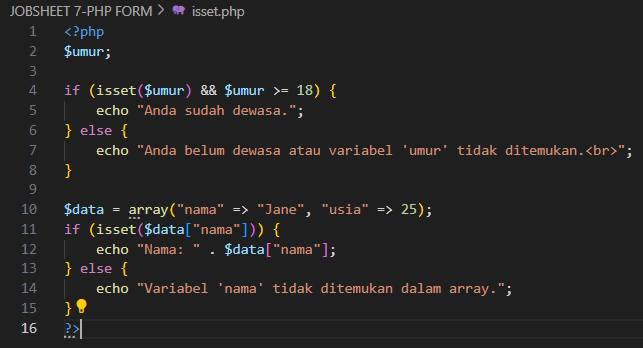 JOBSHEET 7-PHP FORM > isset.php
1 <?php
2 $umur;
3
4 if (isset($umur) && $umur >= 18) {
5     echo "Anda sudah dewasa.";
6 } else {
7     echo "Anda belum dewasa atau variabel 'umur' tidak ditemukan.<br>";
8 }
9
10 $data = array("nama" => "Jane", "usia" => 25);
11 if (isset($data["nama"])) {
12     echo "Nama: " . $data["nama"];
13 } else {
14     echo "Variabel 'nama' tidak ditemukan dalam array.";
15 }
16 ?>